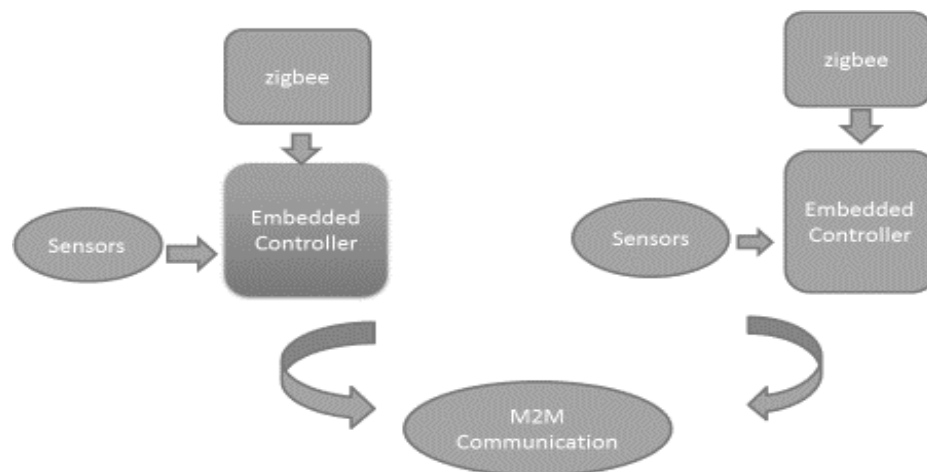 zigbee
zigbee
Embedded
Controller
Embedded
Controller
Sensors
Sensors
M2M
Communication